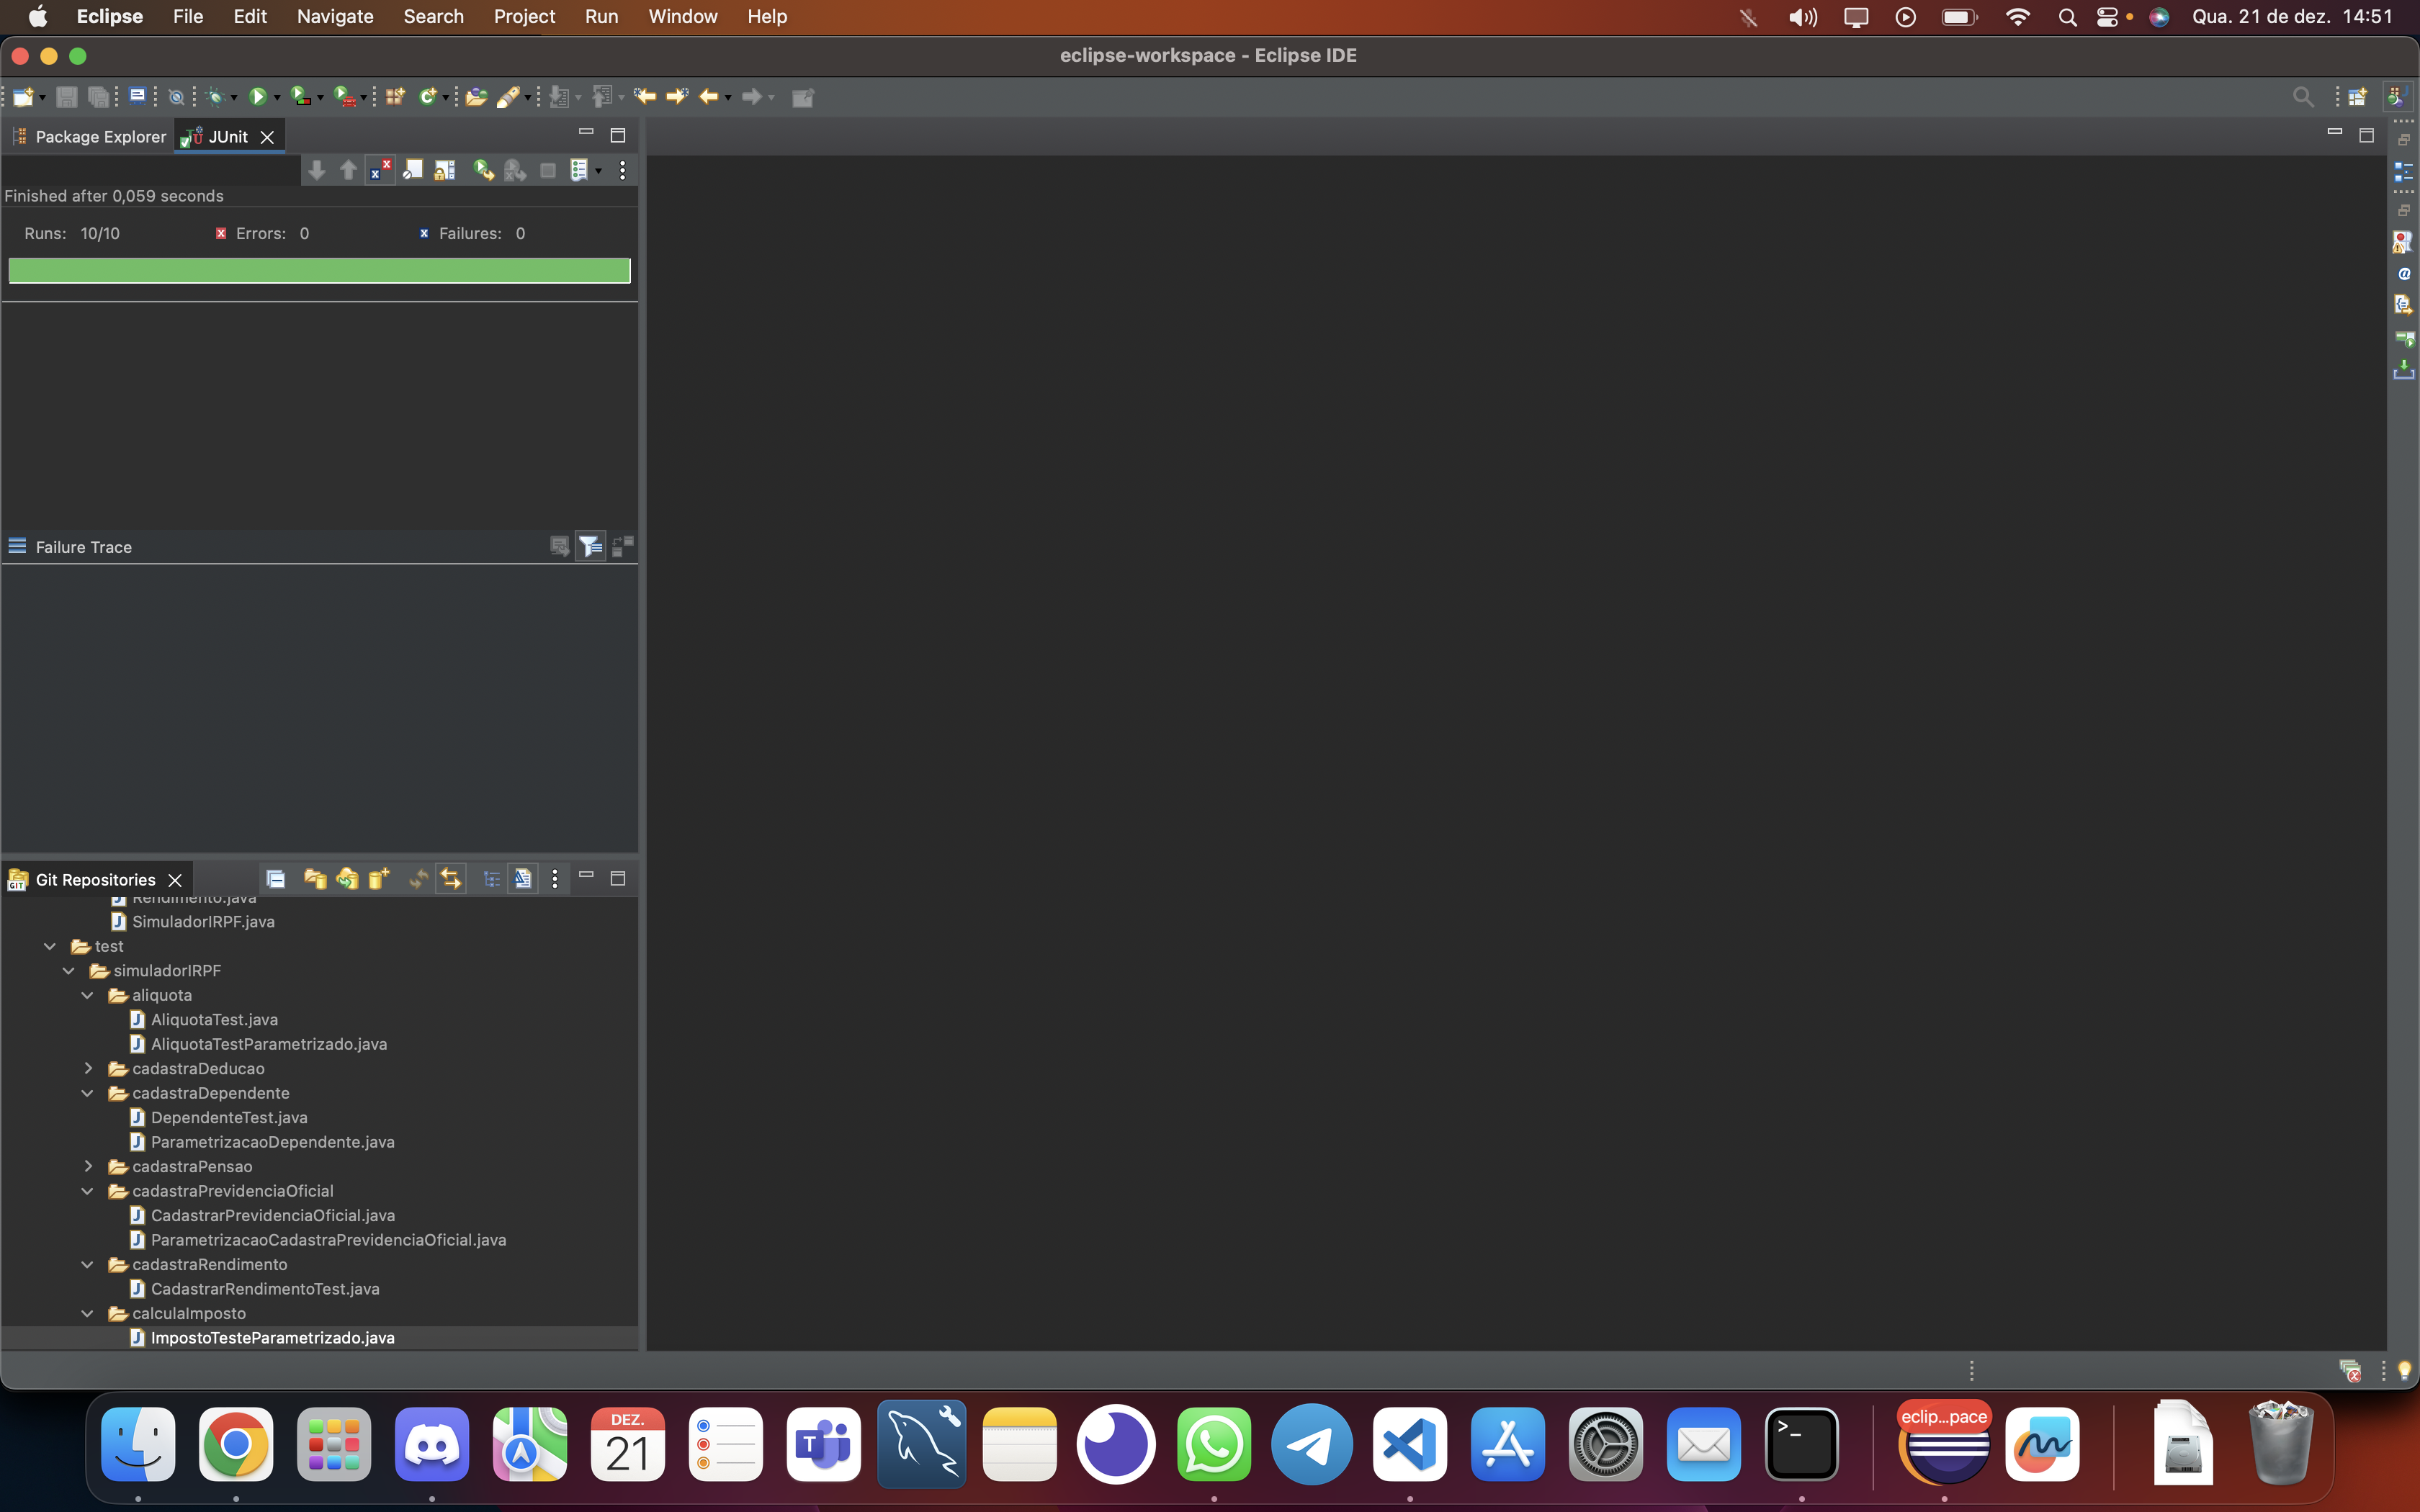 Eclipse File Edit Navigate Search Project Run Window Help Qua. 21 de dez. 14:51
eclipse-workspace - Eclipse IDE
Package Explorer JUnit
Finished after 0,059 seconds
Runs: 10/10 Errors: 0 Failures: 0
Failure Trace
Git Repositories
Rendimento.java
SimuladorIRPF.java
test
simuladorIRPF
aliquota
AliquotaTest.java
AliquotaTestParametrizado.java
cadastraDeducao
cadastraDependente
DependenteTest.java
ParametrizacaoDependente.java
cadastraPensao
cadastraPrevidenciaOficial
CadastrarPrevidenciaOficial.java
ParametrizacaoCadastraPrevidenciaOficial.java
cadastraRendimento
CadastrarRendimentoTest.java
calculaImposto
ImpostoTesteParametrizado.java
DEZ.
21
T
>_
eclip...pace